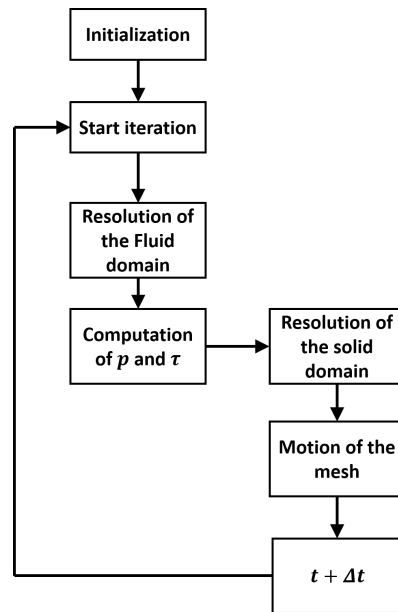 Initialization
Start iteration
Resolution of
the Fluid
domain
Computation
of p and τ
Resolution of
the solid
domain
Motion of the
mesh
t + Δt